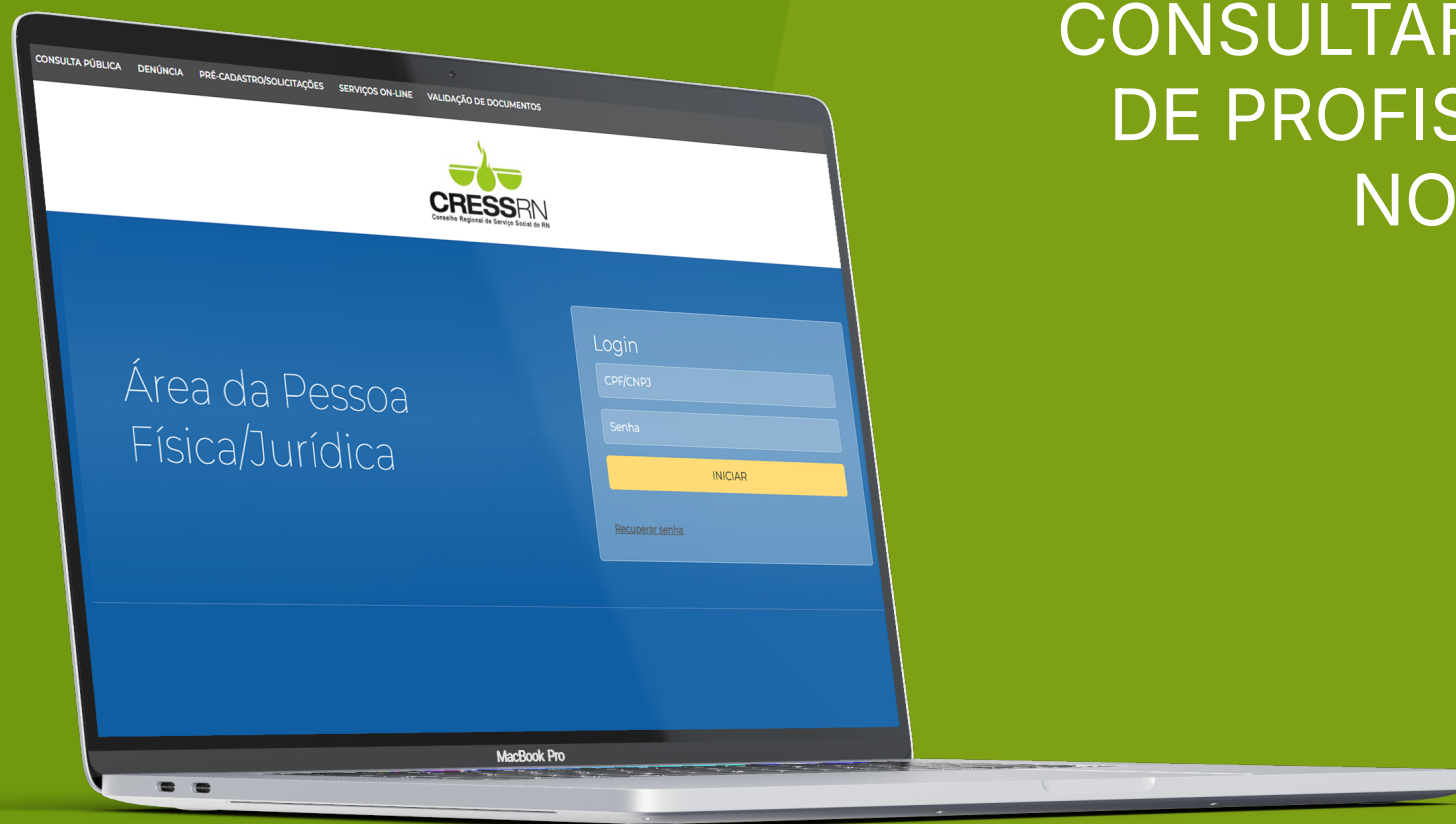 CONSULTAR
DE PROFIS
NO
CONSULTA PÚBLICA DENÚNCIA PRÉ-CADASTRO/SOLICITAÇÕES SERVIÇOS ON-LINE VALIDAÇÃO DE DOCUMENTOS
CRESSRN
Conselho Regional de Serviço Social do RN
Área da Pessoa
Física/Jurídica
Login
CPF/CNPJ
Senha
INICIAR
Recuperar senha
MacBook Pro